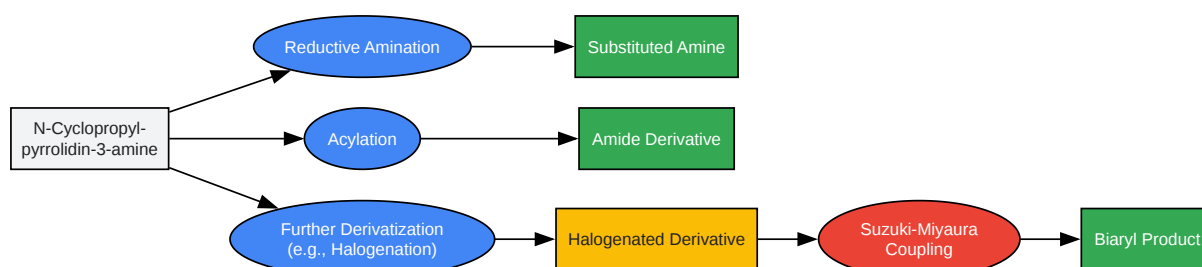 Reductive Amination
Substituted Amine
N-Cyclopropyl-
pyrrolidin-3-amine
Acylation
Amide Derivative
Further Derivatization
(e.g., Halogenation)
Halogenated Derivative
Suzuki-Miyaura
Coupling
Biaryl Product